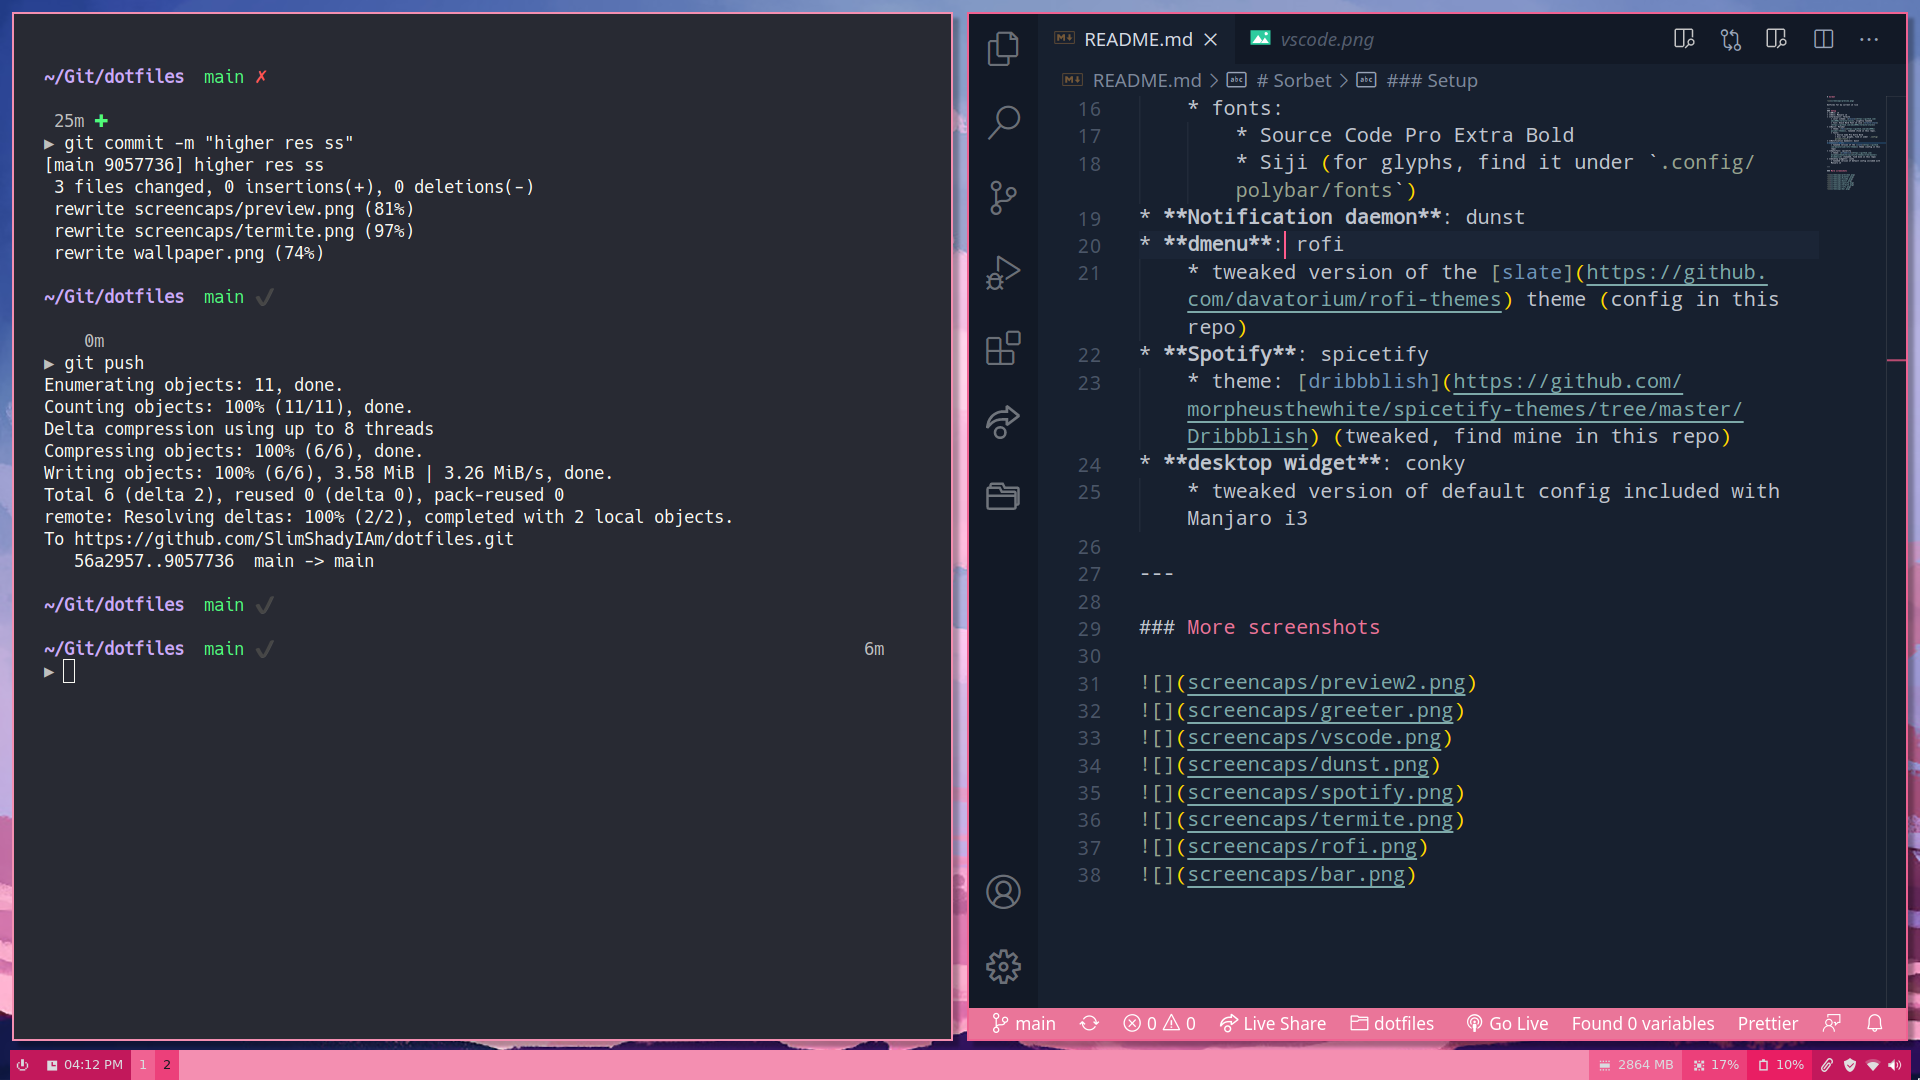 ~/Git/dotfiles main ✗
25m ✚
▶ git commit -m "higher res ss"
[main 9057736] higher res ss
3 files changed, 0 insertions(+), 0 deletions(-)
rewrite screencaps/preview.png (81%)
rewrite screencaps/termite.png (97%)
rewrite wallpaper.png (74%)
~/Git/dotfiles main ✔
0m
▶ git push
Enumerating objects: 11, done.
Counting objects: 100% (11/11), done.
Delta compression using up to 8 threads
Compressing objects: 100% (6/6), done.
Writing objects: 100% (6/6), 3.58 MiB | 3.26 MiB/s, done.
Total 6 (delta 2), reused 0 (delta 0), pack-reused 0
remote: Resolving deltas: 100% (2/2), completed with 2 local objects.
To https://github.com/SlimShadyIAm/dotfiles.git
56a2957..9057736 main -> main
~/Git/dotfiles main ✔
~/Git/dotfiles main ✔ 6m
▶
README.md vscode.png
README.md > # Sorbet > ### Setup
16 * fonts:
17 * Source Code Pro Extra Bold
18 * Siji (for glyphs, find it under `.config/
polybar/fonts`)
19 * **Notification daemon**: dunst
20 * **dmenu**: rofi
21 * tweaked version of the [slate](https://github.
com/davatorium/rofi-themes) theme (config in this
repo)
22 * **Spotify**: spicetify
23 * theme: [dribbblish](https://github.com/
morpheusthewhite/spicetify-themes/tree/master/
Dribbblish) (tweaked, find mine in this repo)
24 * **desktop widget**: conky
25 * tweaked version of default config included with
Manjaro i3
26
27 ---
28
29 ### More screenshots
30
31 ![](screencaps/preview2.png)
32 ![](screencaps/greeter.png)
33 ![](screencaps/vscode.png)
34 ![](screencaps/dunst.png)
35 ![](screencaps/spotify.png)
36 ![](screencaps/termite.png)
37 ![](screencaps/rofi.png)
38 ![](screencaps/bar.png)
main 0 0 Live Share dotfiles Go Live Found 0 variables Prettier
04:12 PM 1 2 2864 MB 17% 10%